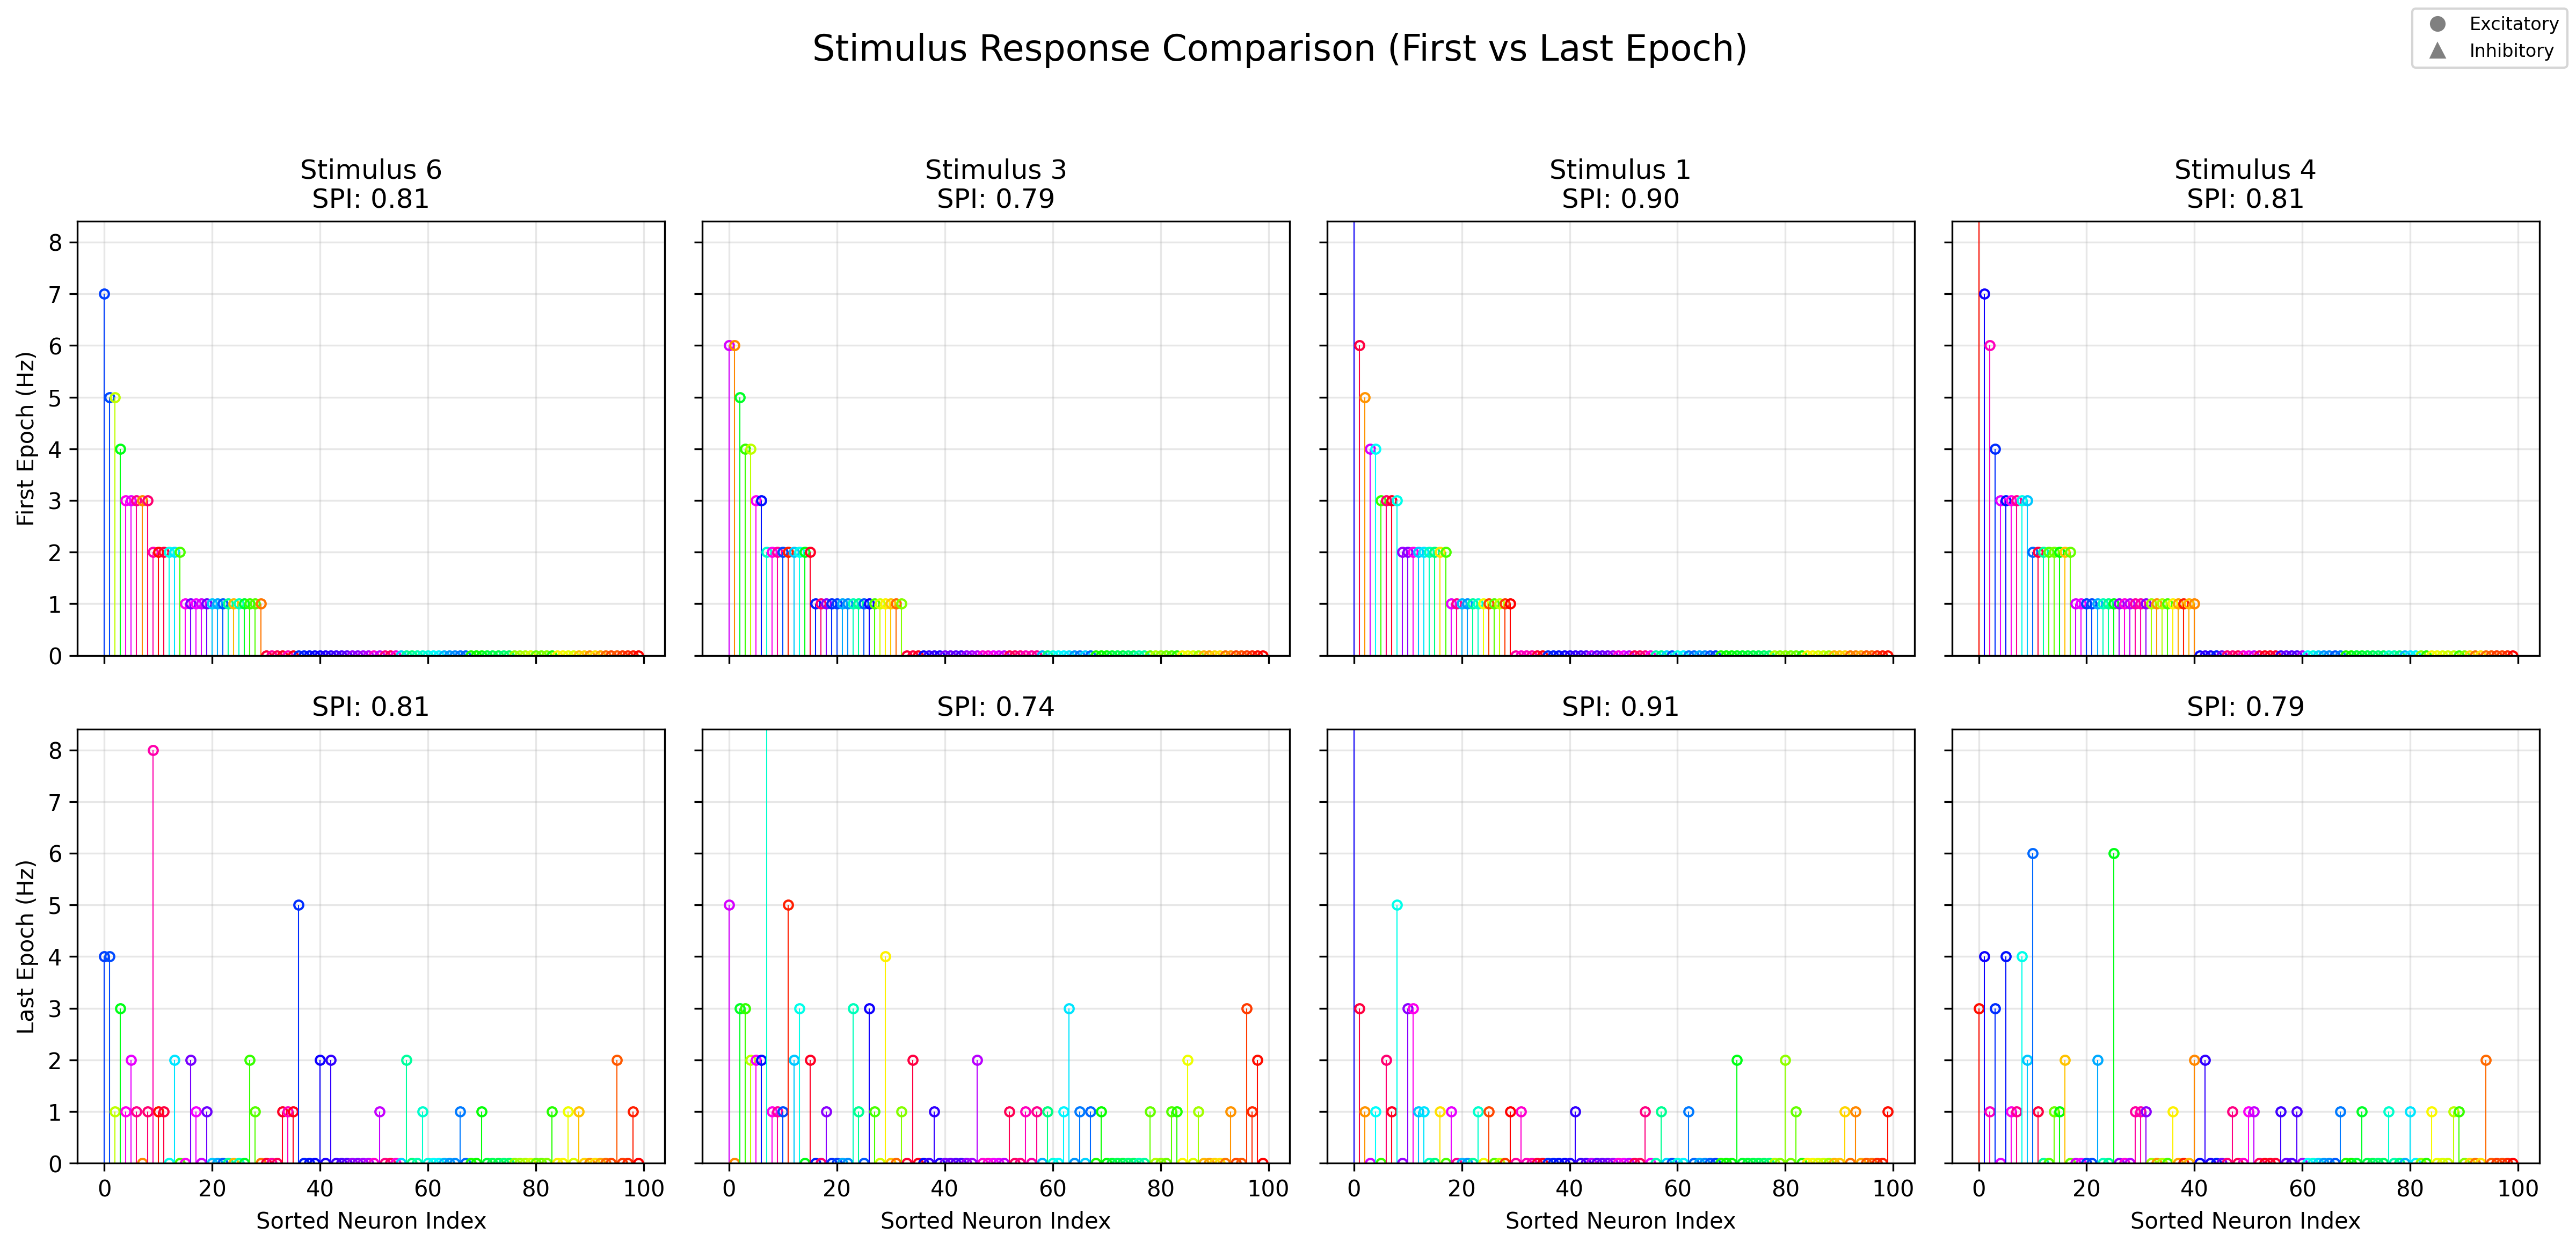 Stimulus Response Comparison (First vs Last Epoch)
Excitatory
Inhibitory
Stimulus 6
SPI: 0.81
Stimulus 3
SPI: 0.79
Stimulus 1
SPI: 0.90
Stimulus 4
SPI: 0.81
First Epoch (Hz)
8
7
6
5
4
3
2
1
0
SPI: 0.81
SPI: 0.74
SPI: 0.91
SPI: 0.79
Last Epoch (Hz)
8
7
6
5
4
3
2
1
0
0 20 40 60 80 100
0 20 40 60 80 100
0 20 40 60 80 100
0 20 40 60 80 100
Sorted Neuron Index
Sorted Neuron Index
Sorted Neuron Index
Sorted Neuron Index